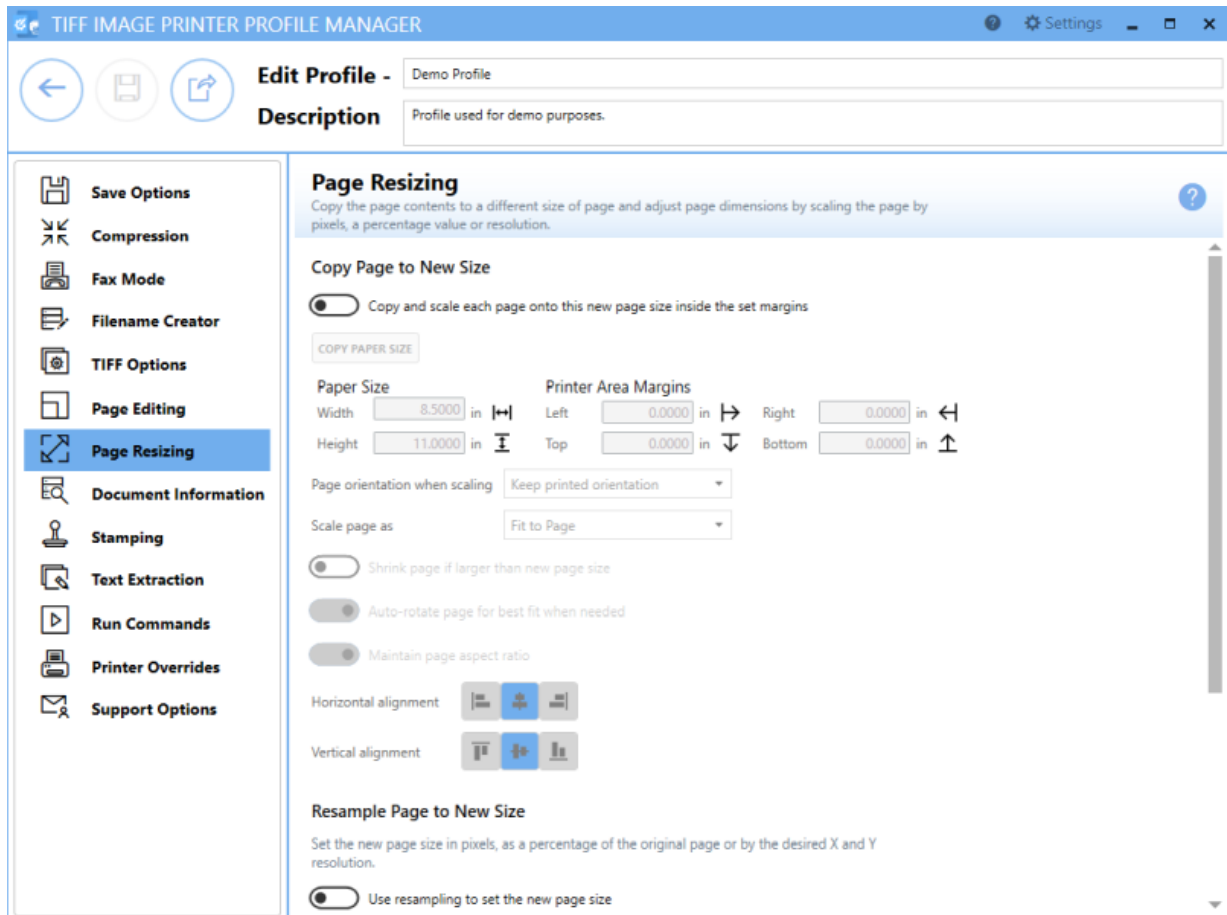 TIFF IMAGE PRINTER PROFILE MANAGER
Settings
Edit Profile - Demo Profile
Description Profile used for demo purposes.
Save Options
Compression
Fax Mode
Filename Creator
TIFF Options
Page Editing
Page Resizing
Document Information
Stamping
Text Extraction
Run Commands
Printer Overrides
Support Options
Page Resizing
Copy the page contents to a different size of page and adjust page dimensions by scaling the page by
pixels, a percentage value or resolution.
?
Copy Page to New Size
Copy and scale each page onto this new page size inside the set margins
COPY PAPER SIZE
Paper Size Printer Area Margins
Width 8.5000 in Left 0.0000 in Right 0.0000 in
Height 11.0000 in Top 0.0000 in Bottom 0.0000 in
Page orientation when scaling Keep printed orientation
Scale page as Fit to Page
Shrink page if larger than new page size
Auto-rotate page for best fit when needed
Maintain page aspect ratio
Horizontal alignment
Vertical alignment
Resample Page to New Size
Set the new page size in pixels, as a percentage of the original page or by the desired X and Y
resolution.
Use resampling to set the new page size